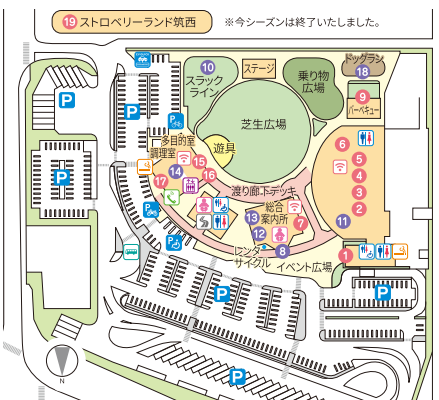 19 ストロベリーランド筑西 ※今シーズンは終了いたしました。
10
スラック
ライン
ステージ
乗り物
広場
ドッグラン
18
9
バーベキュー
P
P
P
芝生広場
遊具
多目的室
調理室
14
15
16
17
6
5
4
3
2
11
渡り廊下デッキ
総合
案内所
13
12
7
8
レンタ
サイクル
イベント広場
1
P
P
P
P
P
P
N